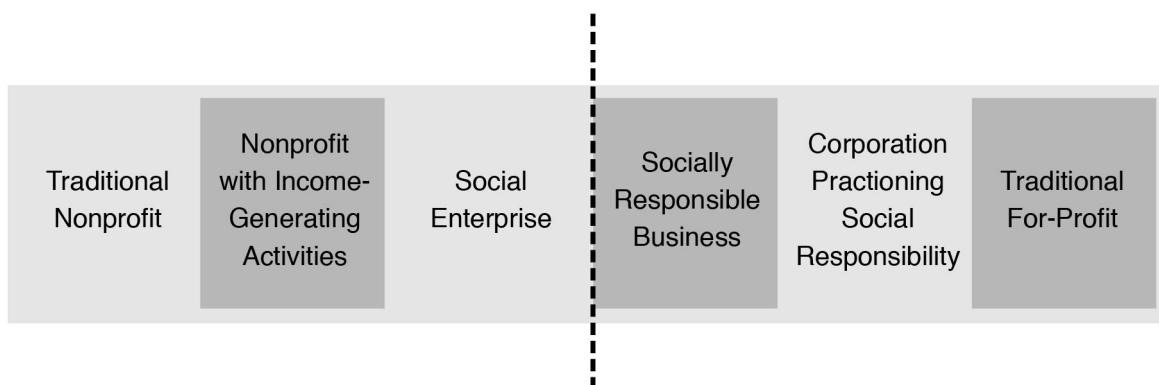 Traditional
Nonprofit
Nonprofit
with Income-
Generating
Activities
Social
Enterprise
Socially
Responsible
Business
Corporation
Practioning
Social
Responsibility
Traditional
For-Profit